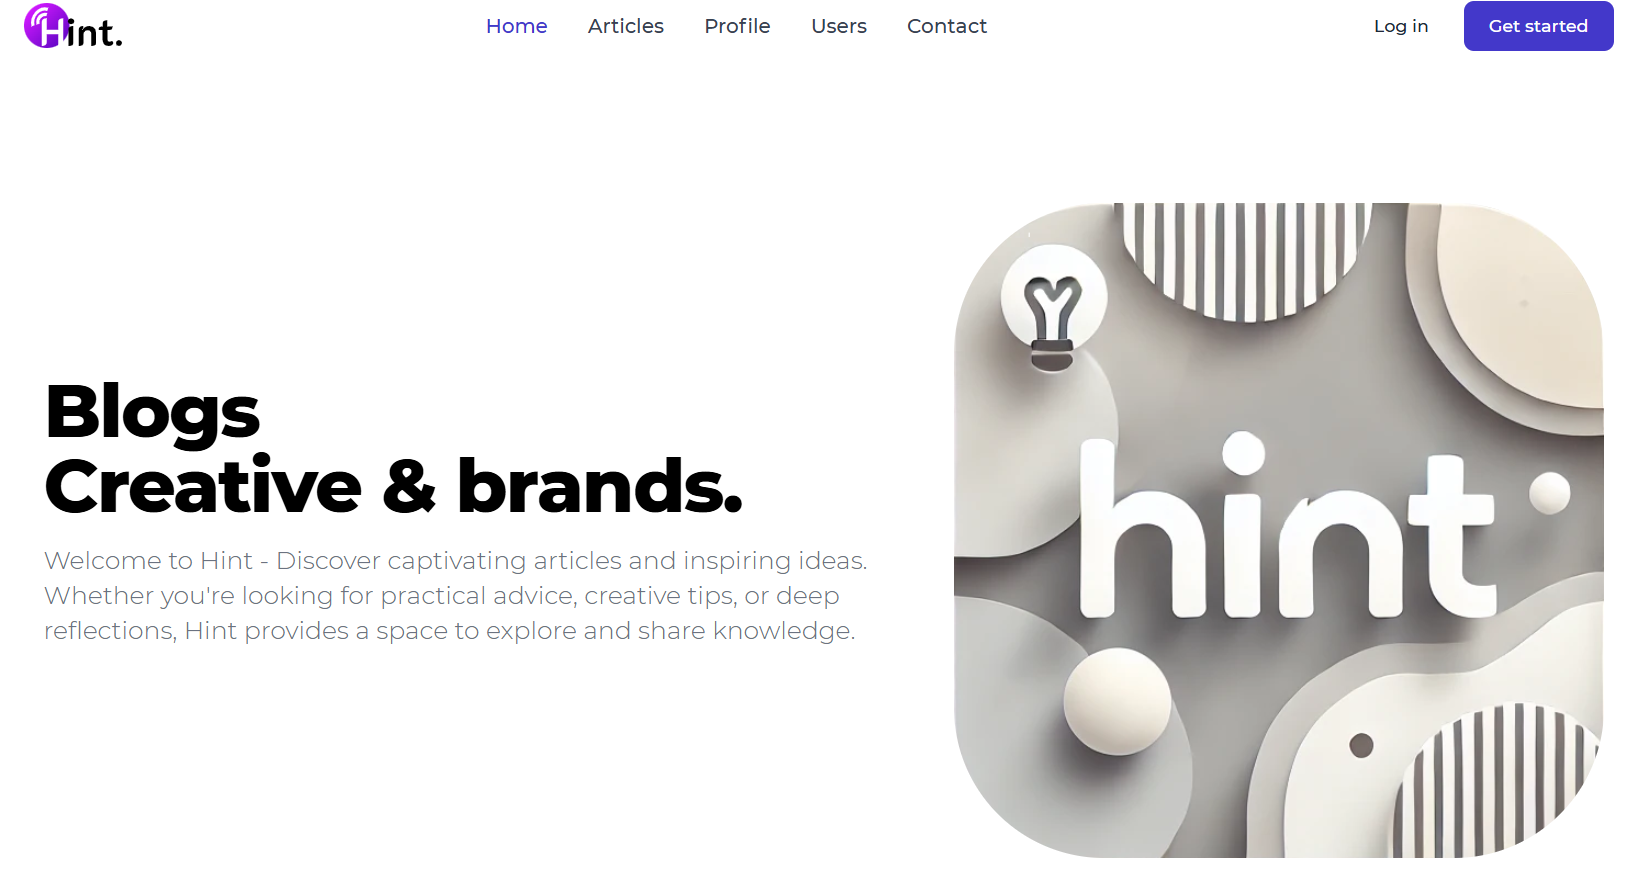 Hint.
Home Articles Profile Users Contact
Log in Get started
Blogs
Creative & brands.
Welcome to Hint - Discover captivating articles and inspiring ideas.
Whether you're looking for practical advice, creative tips, or deep
reflections, Hint provides a space to explore and share knowledge.
hint